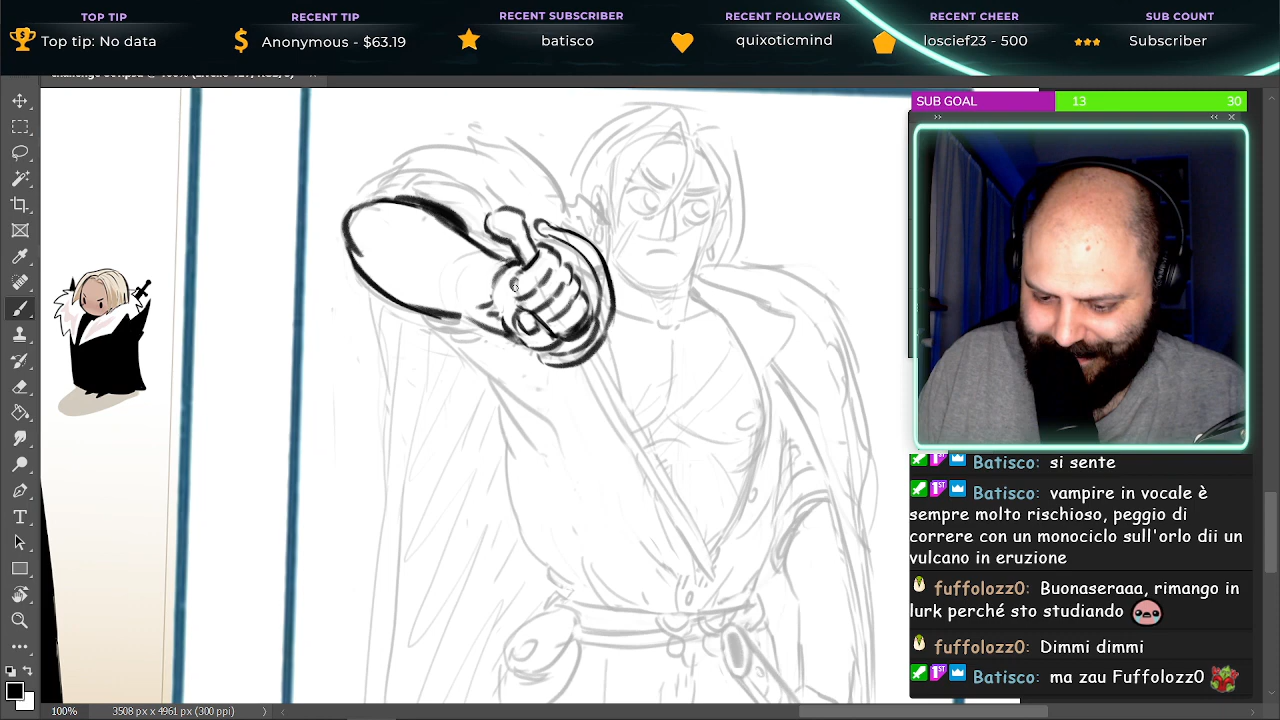 TOP TIP
Top tip: No data
RECENT TIP
Anonymous - $63.19
RECENT SUBSCRIBER
batisco
RECENT FOLLOWER
quixoticmind
RECENT CHEER
loscief23 - 500
SUB COUNT
Subscriber
SUB GOAL
13
30
Batisco: si sente
Batisco: vampire in vocale è
sempre molto rischioso, peggio di
correre con un monociclo sull'orlo dii un
vulcano in eruzione
fuffolozz0: Buonaseraaa, rimango in
lurk perché sto studiando
fuffolozz0: Dimmi dimmi
Batisco: ma zau Fuffolozz0
100%
3508 px x 4961 px (300 ppi)